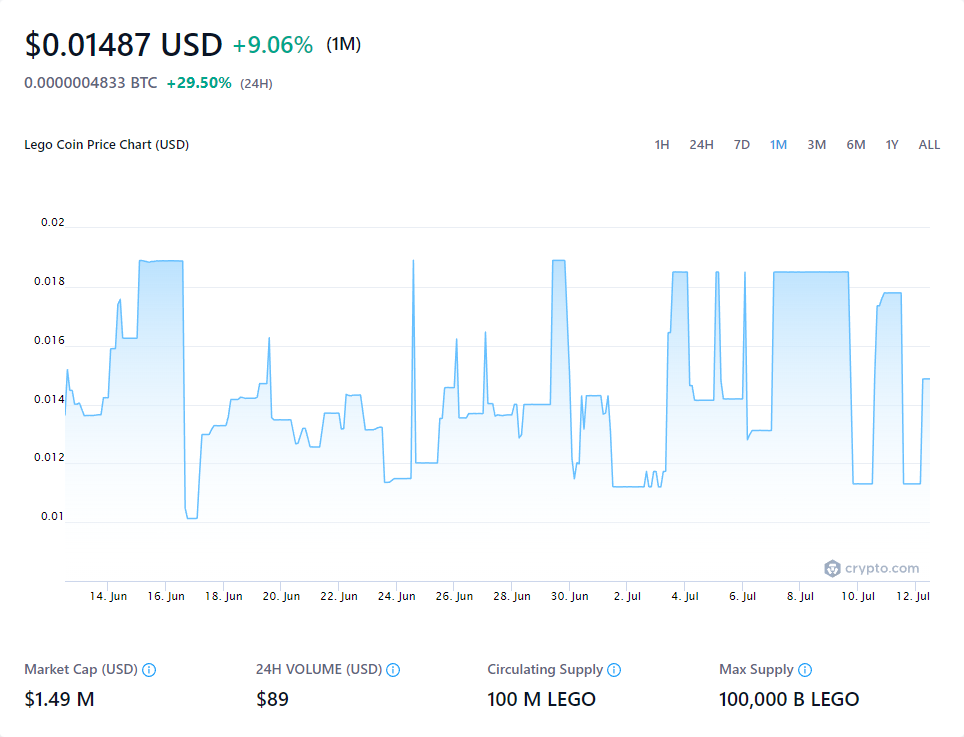 $0.01487 USD +9.06% (1M)
0.0000004833 BTC +29.50% (24H)
Lego Coin Price Chart (USD) 1H 24H 7D 1M 3M 6M 1Y ALL
0.02
0.018
0.016
0.014
0.012
0.01
crypto.com
14. Jun 16. Jun 18. Jun 20. Jun 22. Jun 24. Jun 26. Jun 28. Jun 30. Jun 2. Jul 4. Jul 6. Jul 8. Jul 10. Jul 12. Jul
Market Cap (USD) 24H VOLUME (USD) Circulating Supply Max Supply
$1.49 M $89 100 M LEGO 100,000 B LEGO